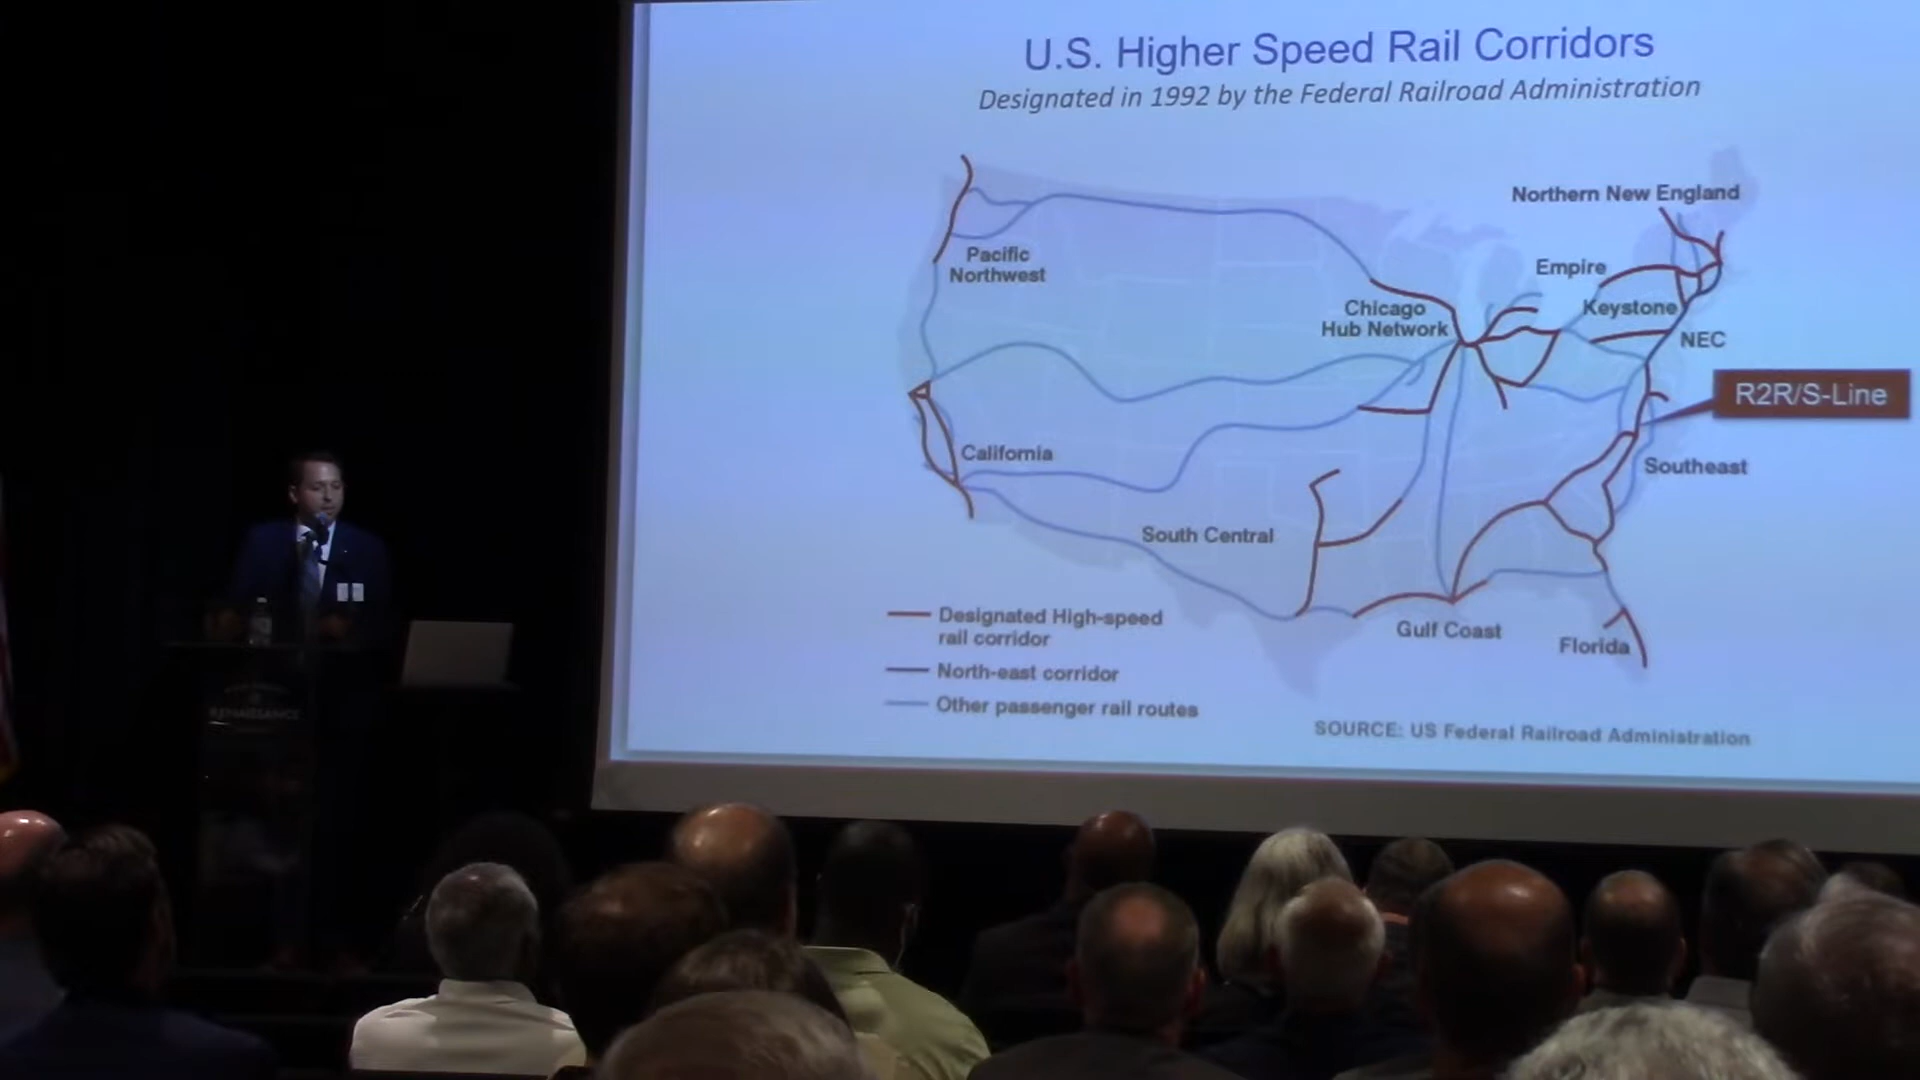 U.S. Higher Speed Rail Corridors
Designated in 1992 by the Federal Railroad Administration
Northern New England
Pacific
Northwest
Empire
Chicago
Hub Network
Keystone
NEC
R2R/S-Line
California
Southeast
South Central
Designated High-speed
rail corridor
Gulf Coast
Florida
North-east corridor
Other passenger rail routes
SOURCE: US Federal Railroad Administration
RENAISSANCE